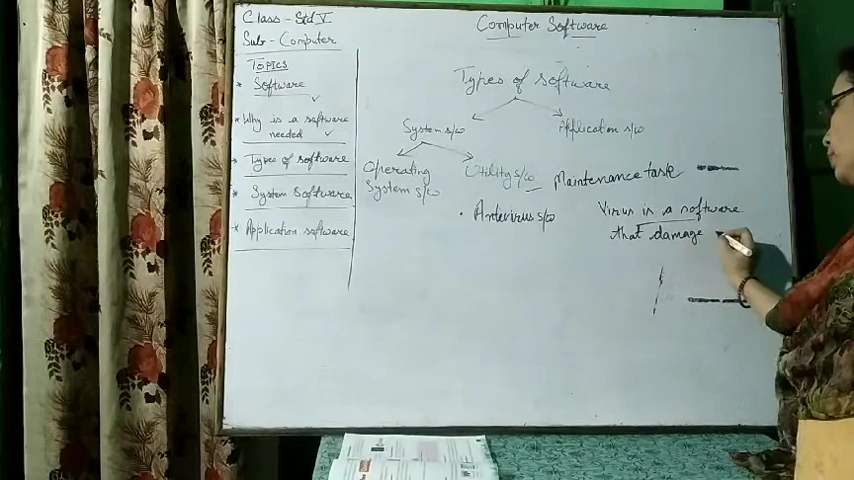 Class - Std V
Sub - Computer
Computer Software
Topics
* Software
* Why is a software
needed
* Types of software
* System software
* Application software
Types of software
System s/w
Application s/w
Operating
System s/w
Utility s/w
Maintenance task
• Antivirus s/w
Virus is a software
that damage